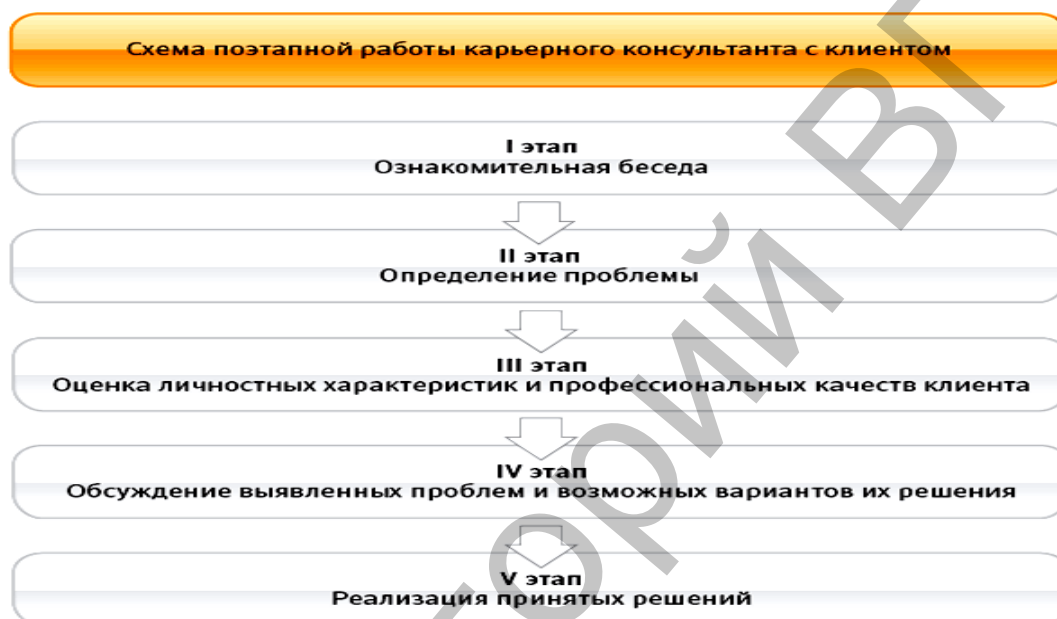 Схема поэтапной работы карьерного консультанта с клиентом
I этап
Ознакомительная беседа
II этап
Определение проблемы
III этап
Оценка личностных характеристик и профессиональных качеств клиента
IV этап
Обсуждение выявленных проблем и возможных вариантов их решения
V этап
Реализация принятых решений